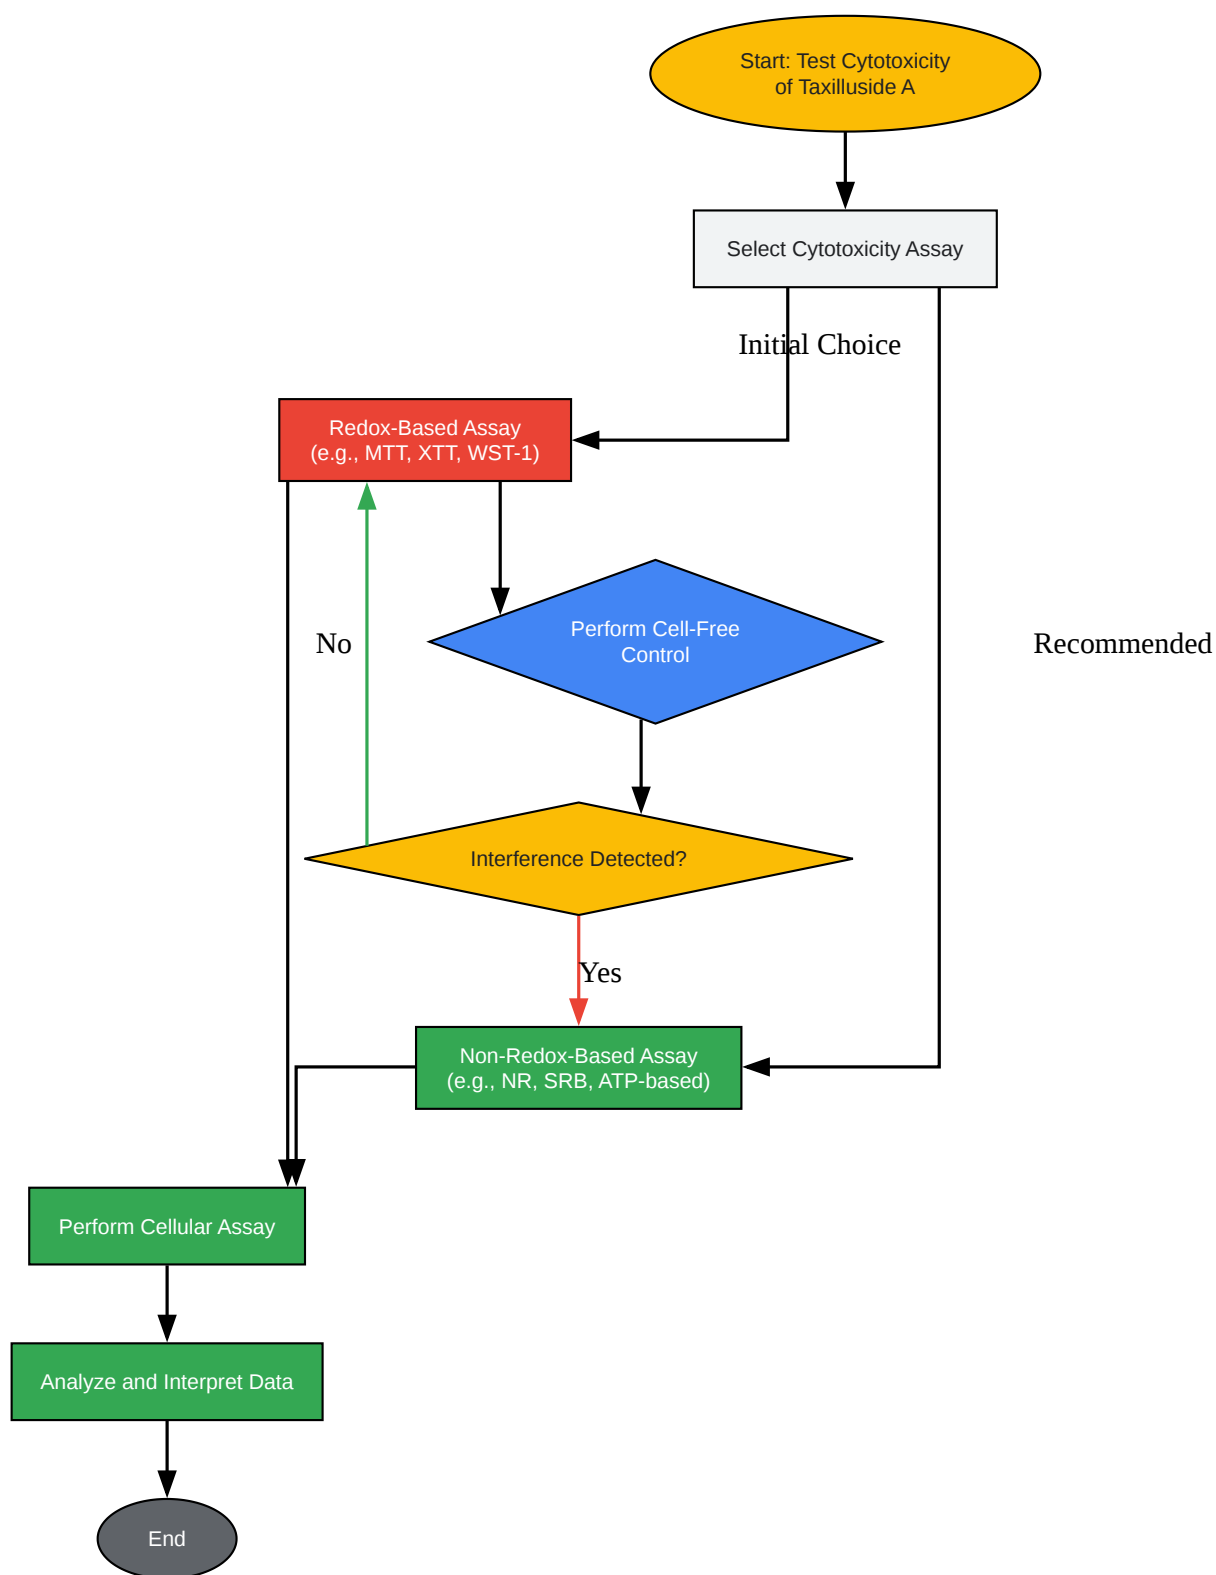 Start: Test Cytotoxicity
of Taxilluside A
Select Cytotoxicity Assay
Initial Choice
Redox-Based Assay
(e.g., MTT, XTT, WST-1)
Perform Cell-Free
Control
No
Recommended
Interference Detected?
Yes
Non-Redox-Based Assay
(e.g., NR, SRB, ATP-based)
Perform Cellular Assay
Analyze and Interpret Data
End